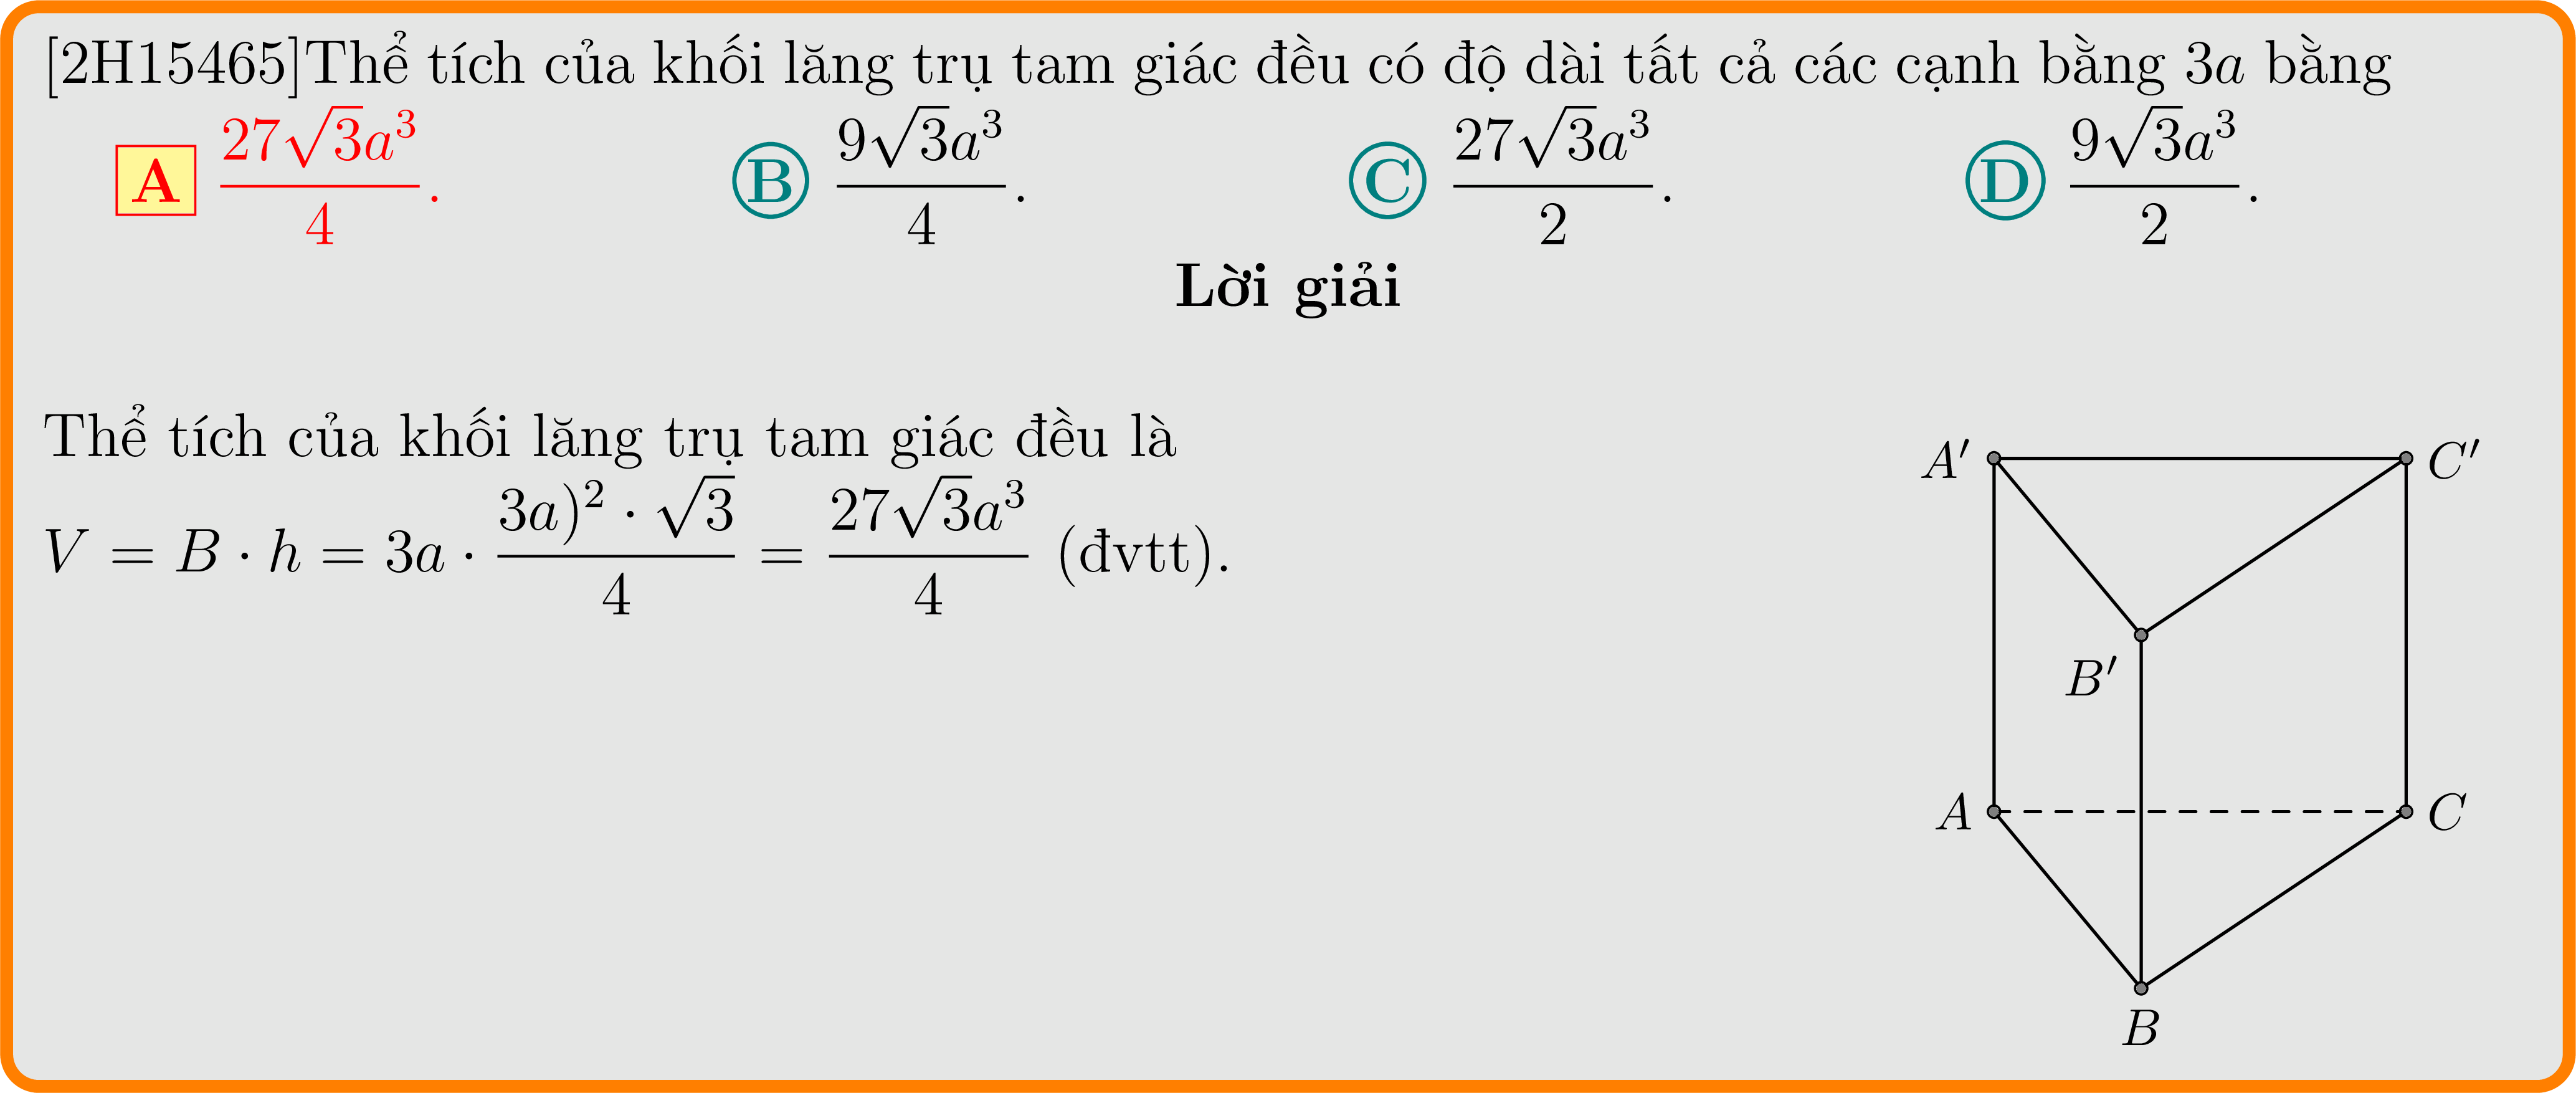 [2H15465]Thể tích của khối lăng trụ tam giác đều có độ dài tất cả các cạnh bằng 3a bằng
A $\frac{27\sqrt{3}a^3}{4}$. B $\frac{9\sqrt{3}a^3}{4}$. C $\frac{27\sqrt{3}a^3}{2}$. D $\frac{9\sqrt{3}a^3}{2}$.
Lời giải
Thể tích của khối lăng trụ tam giác đều là
$V = B \cdot h = 3a \cdot \frac{3a)^2 \cdot \sqrt{3}}{4} = \frac{27\sqrt{3}a^3}{4}$ (đvtt).
A′ C′
B′
A C
B